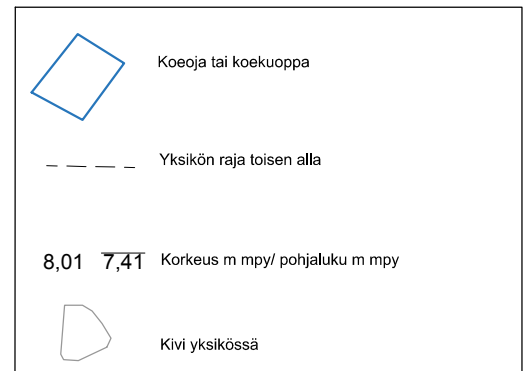 Koeoja tai koekuoppa
Yksikön raja toisen alla
8,01 7,41 Korkeus m mpy/ pohjaluku m mpy
Kivi yksikössä